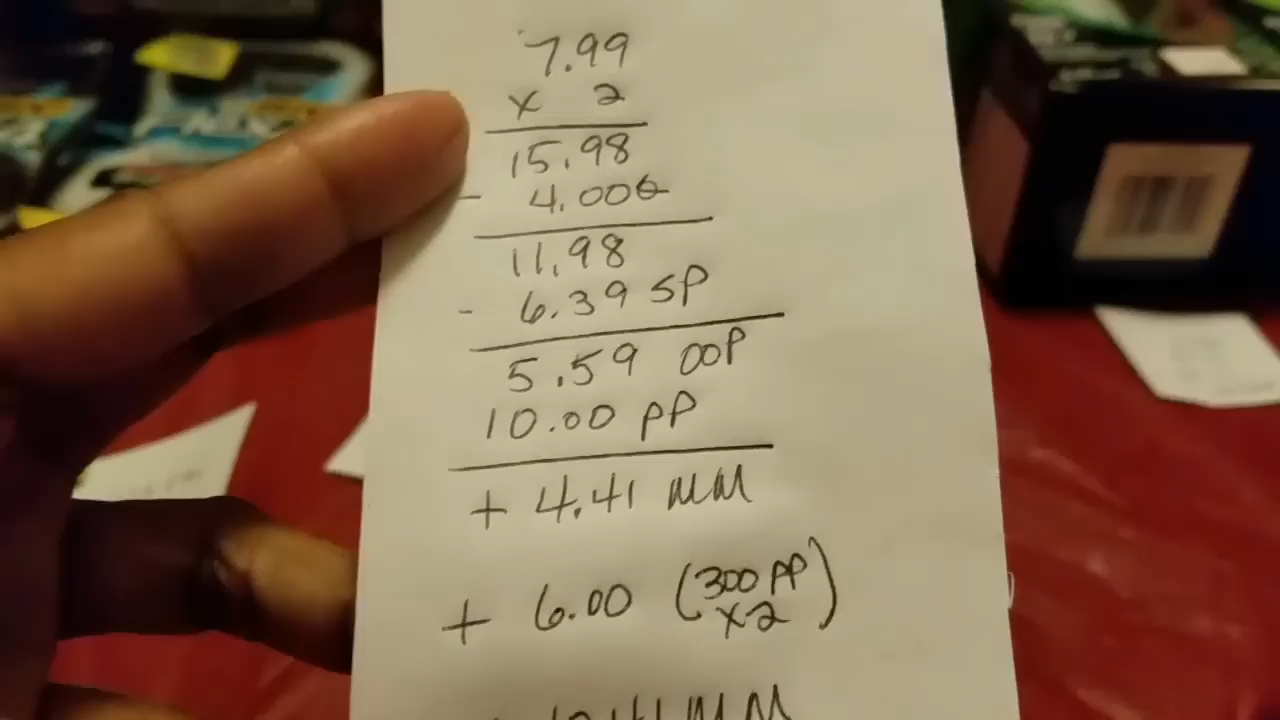 7.99
x 2
15.98
- 4.00
11.98
- 6.39 SP
5.59 OOP
10.00 PP
+ 4.41 MM
+ 6.00 (300 PP x2)